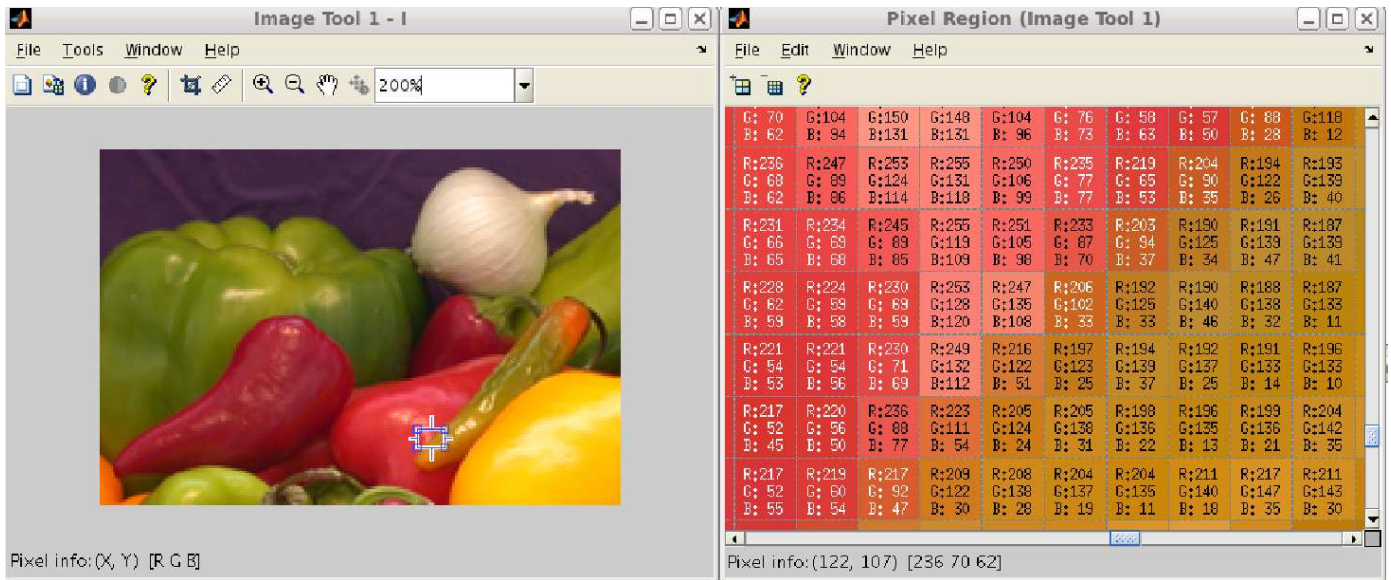 Image Tool 1 - I
File Tools Window Help
200%
Pixel info: (X, Y) [R G B]
Pixel Region (Image Tool 1)
File Edit Window Help
G: 70 G:104 G:150 G:148 G:104 G: 76 G: 58 G: 57 G: 88 G:118
B: 62 B: 94 B:131 B:131 B: 96 B: 73 B: 63 B: 50 B: 28 B: 12
R:236 R:247 R:253 R:255 R:250 R:235 R:219 R:204 R:194 R:193
G: 68 G: 89 G:124 G:131 G:106 G: 77 G: 65 G: 90 G:122 G:139
B: 62 B: 86 B:114 B:118 B: 99 B: 77 B: 53 B: 35 B: 26 B: 40
R:231 R:234 R:245 R:255 R:251 R:233 R:203 R:190 R:191 R:187
G: 66 G: 69 G: 89 G:119 G:105 G: 87 G: 94 G:125 G:139 G:139
B: 65 B: 68 B: 85 B:109 B: 98 B: 70 B: 37 B: 34 B: 47 B: 41
R:228 R:224 R:230 R:253 R:247 R:206 R:192 R:190 R:188 R:187
G: 62 G: 59 G: 69 G:128 G:135 G:102 G:125 G:140 G:138 G:133
B: 59 B: 58 B: 59 B:120 B:108 B: 33 B: 33 B: 46 B: 32 B: 11
R:221 R:221 R:230 R:249 R:216 R:197 R:194 R:192 R:191 R:196
G: 54 G: 54 G: 71 G:132 G:122 G:123 G:139 G:137 G:133 G:133
B: 53 B: 56 B: 69 B:112 B: 51 B: 25 B: 37 B: 25 B: 14 B: 10
R:217 R:220 R:236 R:223 R:205 R:205 R:198 R:196 R:199 R:204
G: 52 G: 56 G: 88 G:111 G:124 G:138 G:136 G:135 G:136 G:142
B: 45 B: 50 B: 77 B: 54 B: 24 B: 31 B: 22 B: 13 B: 21 B: 35
R:217 R:219 R:217 R:209 R:208 R:204 R:204 R:211 R:217 R:211
G: 52 G: 60 G: 92 G:122 G:138 G:137 G:135 G:140 G:147 G:143
B: 55 B: 54 B: 47 B: 30 B: 28 B: 19 B: 11 B: 18 B: 35 B: 30
Pixel info: (122, 107) [236 70 62]